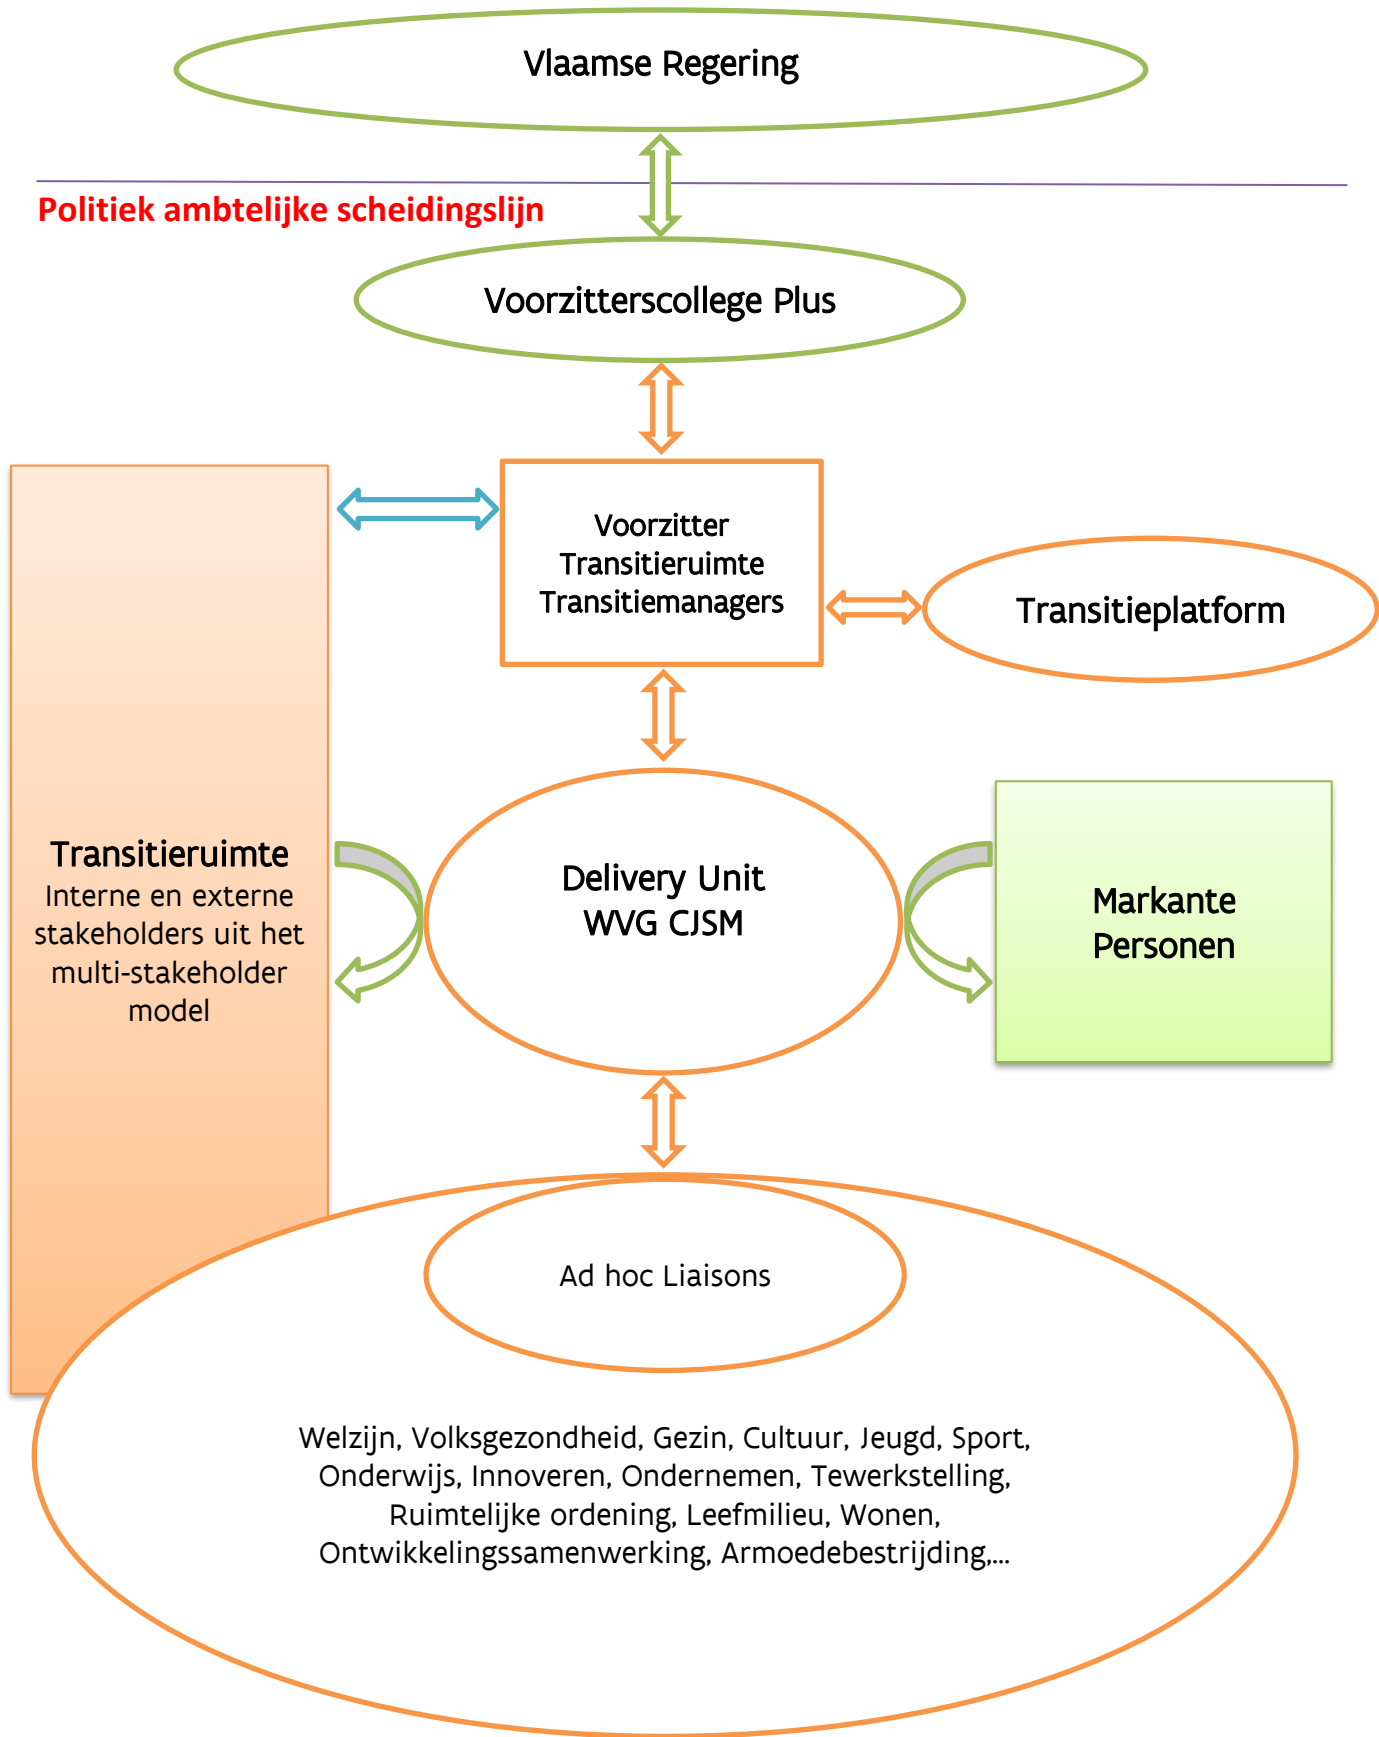 Vlaamse Regering
Politiek ambtelijke scheidingslijn
Voorzitterscollege Plus
Voorzitter
Transitieruimte
Transitiemanagers
Transitieplatform
Transitieruimte
Interne en externe
stakeholders uit het
multi-stakeholder
model
Delivery Unit
WVG CJSM
Markante
Personen
Ad hoc Liaisons
Welzijn, Volksgezondheid, Gezin, Cultuur, Jeugd, Sport,
Onderwijs, Innoveren, Ondernemen, Tewerkstelling,
Ruimtelijke ordening, Leefmilieu, Wonen,
Ontwikkelingssamenwerking, Armoedebestrijding,...